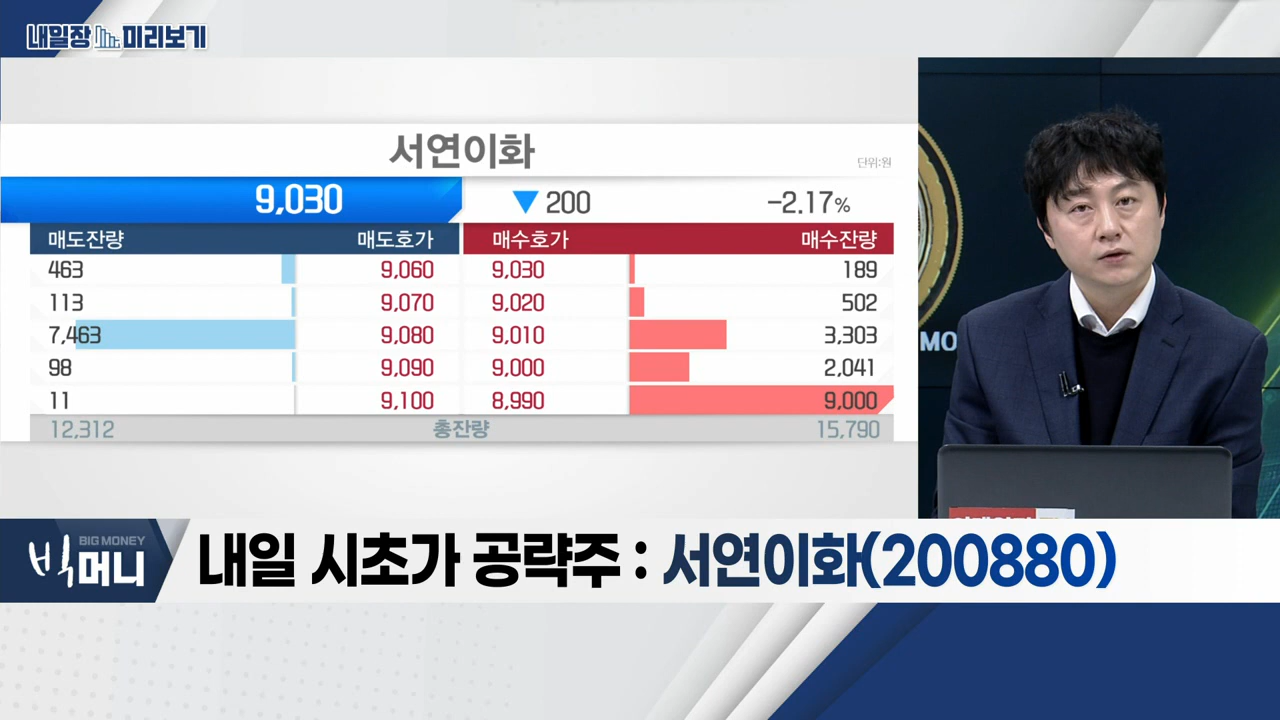 내일장 미리보기
서연이화
단위:원
9,030 ▼ 200 -2.17%
매도잔량 매도호가 매수호가 매수잔량
463 9,060 9,030 189
113 9,070 9,020 502
7,463 9,080 9,010 3,303
98 9,090 9,000 2,041
11 9,100 8,990 9,000
12,312 총잔량 15,790
MO
BIG MONEY
빅머니
내일 시초가 공략주 : 서연이화(200880)